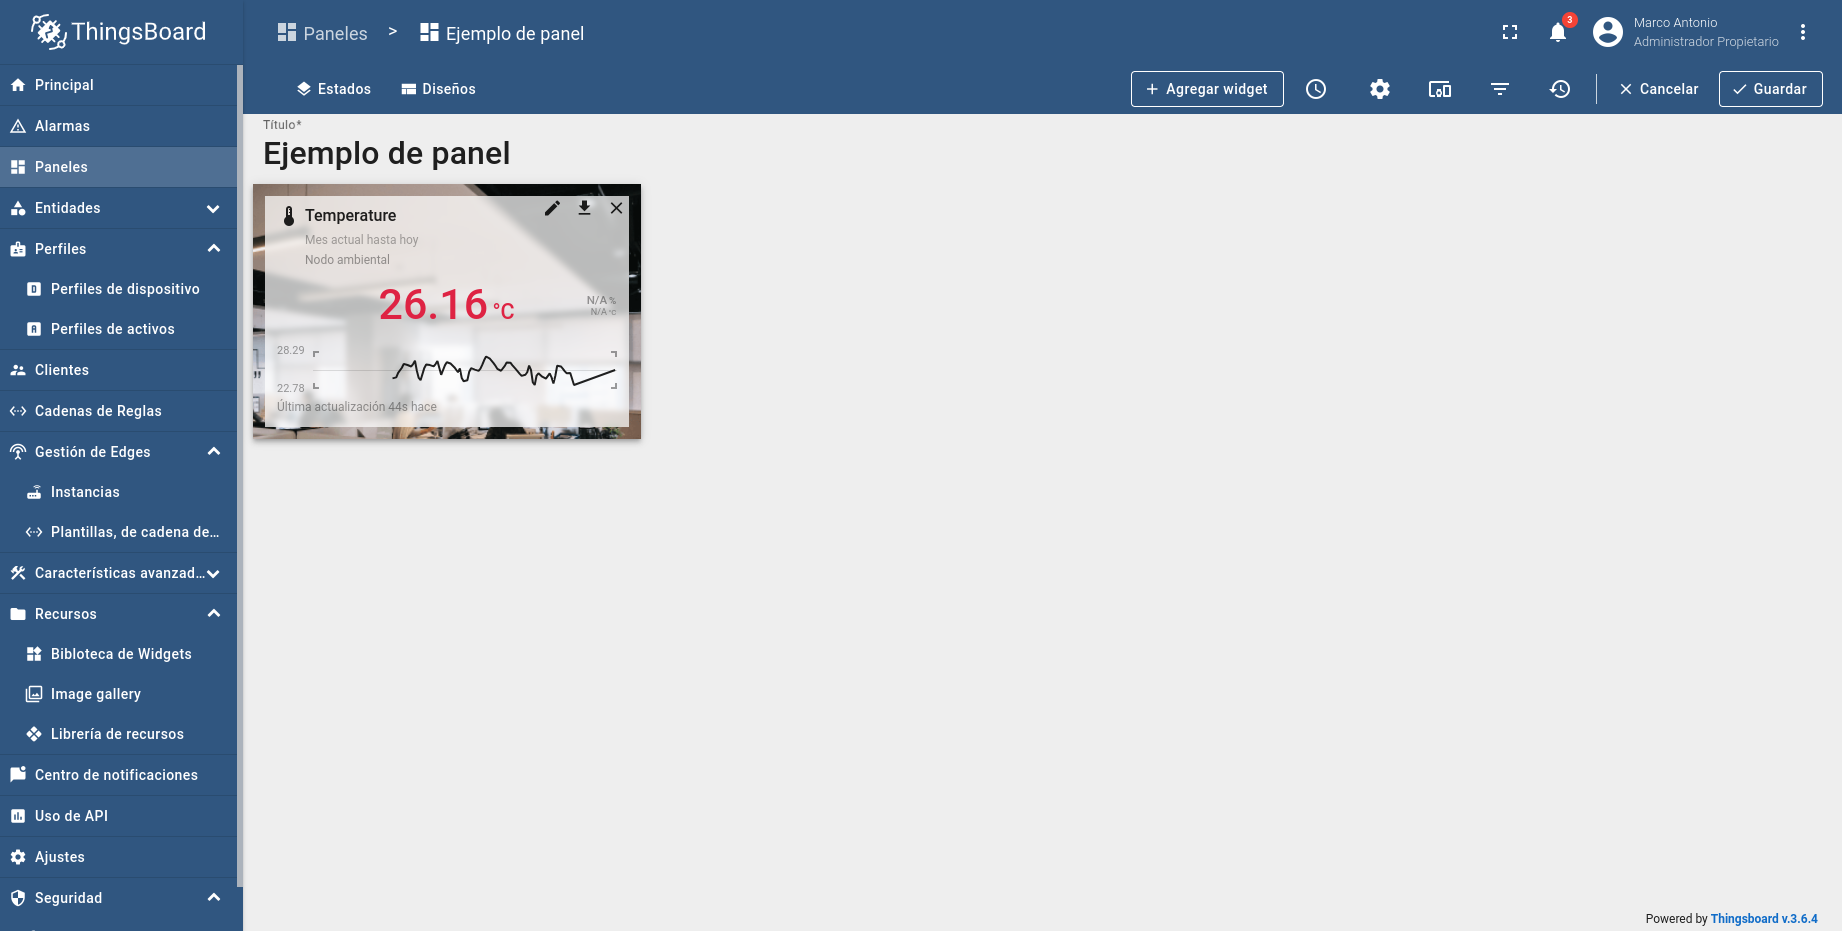 ThingsBoard
Paneles > Ejemplo de panel
3
Marco Antonio
Administrador Propietario
Estados
Diseños
Agregar widget
Cancelar
Guardar
Principal
Alarmas
Paneles
Entidades
Perfiles
Perfiles de dispositivo
Perfiles de activos
Clientes
Cadenas de Reglas
Gestión de Edges
Instancias
Plantillas, de cadena de...
Características avanzad...
Recursos
Bibloteca de Widgets
Image gallery
Librería de recursos
Centro de notificaciones
Uso de API
Ajustes
Seguridad
Título*
Ejemplo de panel
Temperature
Mes actual hasta hoy
Nodo ambiental
26.16 °C
N/A %
N/A °C
28.29
22.78
Última actualización 44s hace
Powered by Thingsboard v.3.6.4